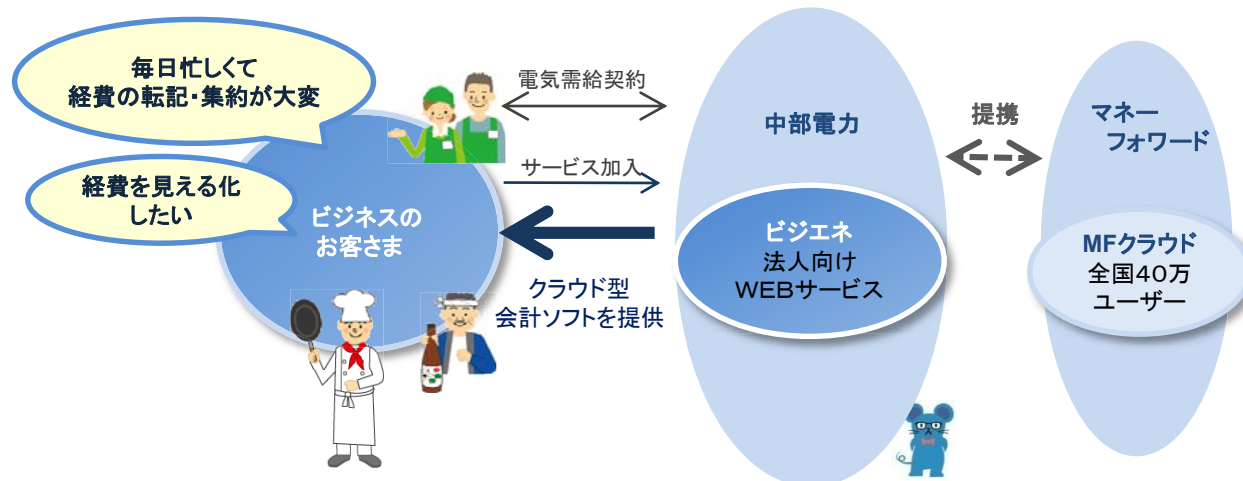 毎日忙しくて
経費の転記・集約が大変
経費を見える化
したい
ビジネスの
お客さま
電気需給契約
サービス加入
クラウド型
会計ソフトを提供
中部電力
ビジエネ
法人向け
WEBサービス
提携
マネー
フォワード
MFクラウド
全国40万
ユーザー